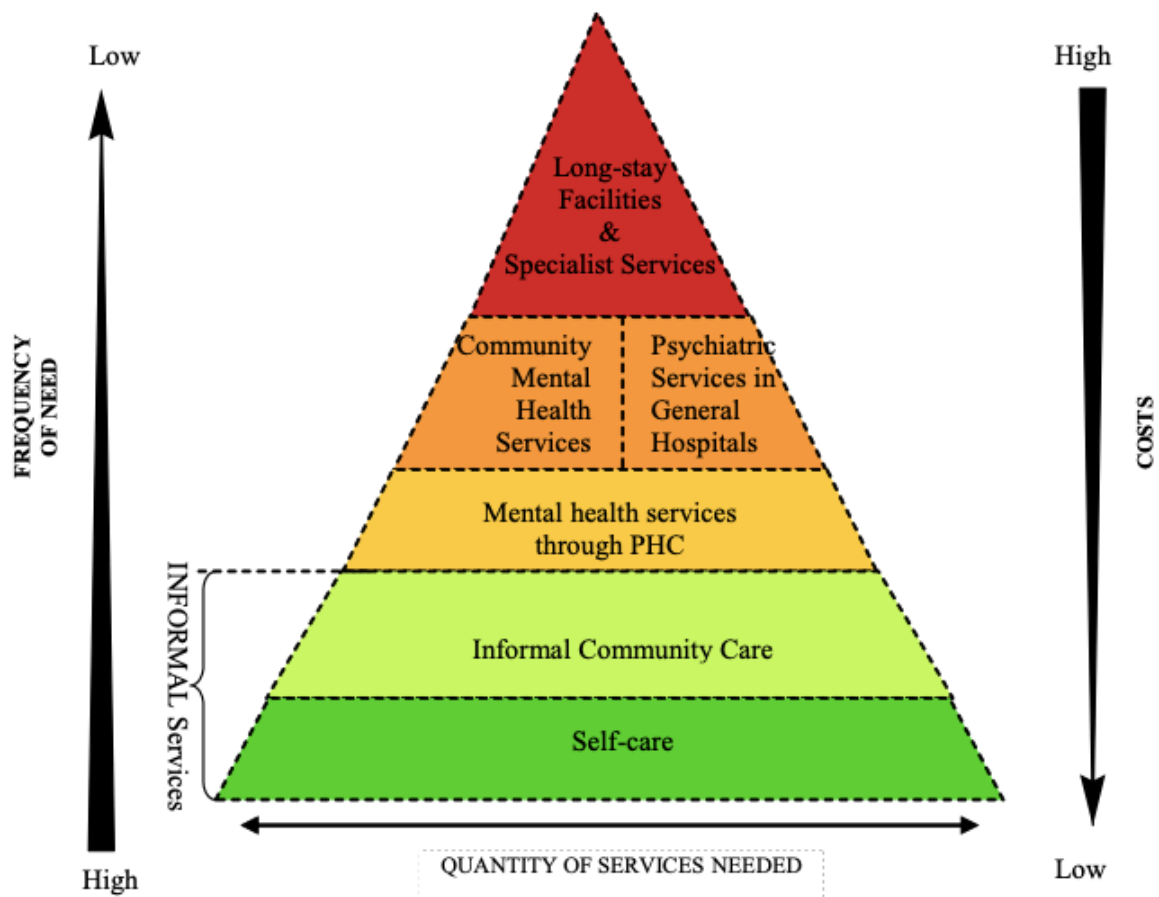 Low
High
Long-stay
Facilities
&
Specialist Services
FREQUENCY
OF NEED
Community
Mental
Health
Services
Psychiatric
Services in
General
Hospitals
COSTS
Mental health services
through PHC
INFORMAL Services
Informal Community Care
Self-care
QUANTITY OF SERVICES NEEDED
High
Low